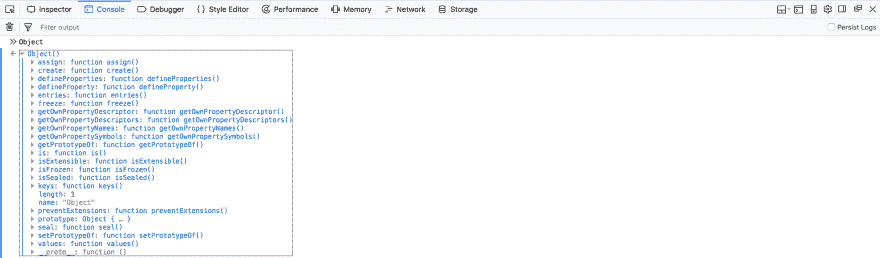 Inspector Console Debugger Style Editor Performance Memory Network Storage
Filter output Persist Logs
>> Object
Object()
assign: function assign()
create: function create()
defineProperties: function defineProperties()
defineProperty: function defineProperty()
entries: function entries()
freeze: function freeze()
getOwnPropertyDescriptor: function getOwnPropertyDescriptor()
getOwnPropertyDescriptors: function getOwnPropertyDescriptors()
getOwnPropertyNames: function getOwnPropertyNames()
getOwnPropertySymbols: function getOwnPropertySymbols()
getPrototypeOf: function getPrototypeOf()
is: function is()
isExtensible: function isExtensible()
isFrozen: function isFrozen()
isSealed: function isSealed()
keys: function keys()
length: 1
name: "Object"
preventExtensions: function preventExtensions()
prototype: Object { … }
seal: function seal()
setPrototypeOf: function setPrototypeOf()
values: function values()
__proto__: function ()